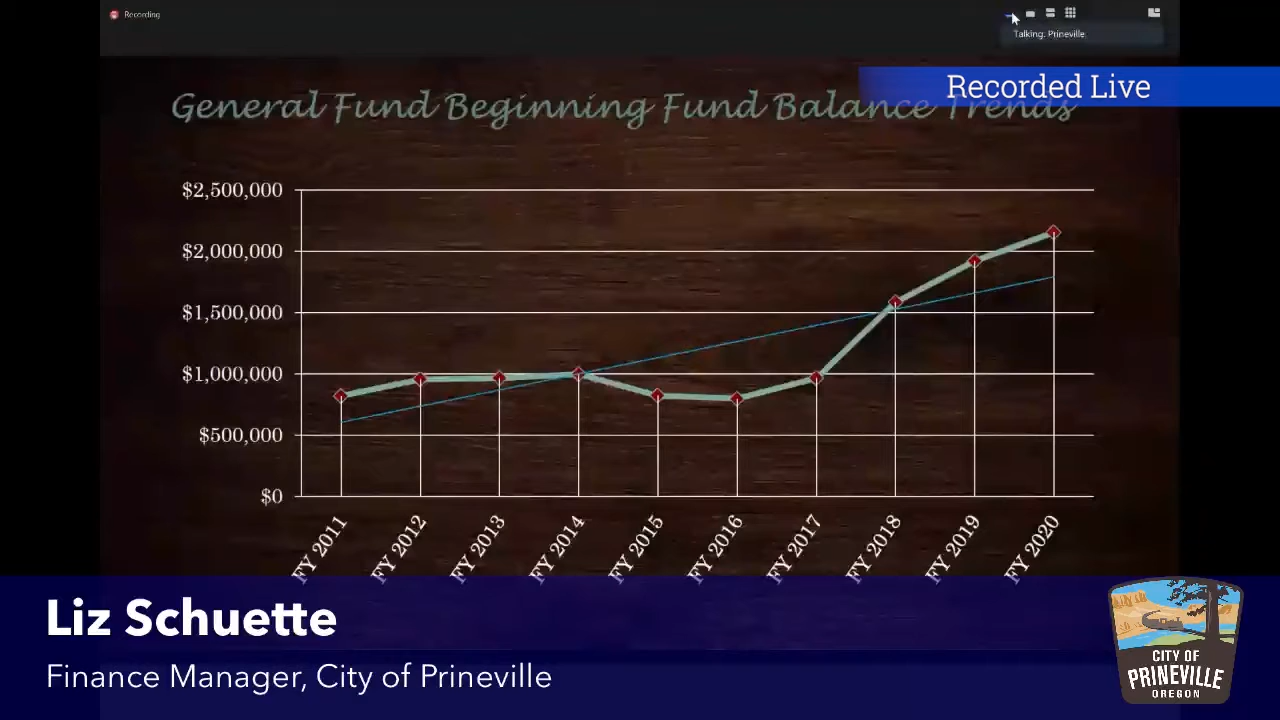 Recording
Talking: Prineville
Recorded Live
General Fund Beginning Fund Balance Trends
$2,500,000
$2,000,000
$1,500,000
$1,000,000
$500,000
$0
FY 2011
FY 2012
FY 2013
FY 2014
FY 2015
FY 2016
FY 2017
FY 2018
FY 2019
FY 2020
Liz Schuette
Finance Manager, City of Prineville
CITY OF
PRINEVILLE
OREGON